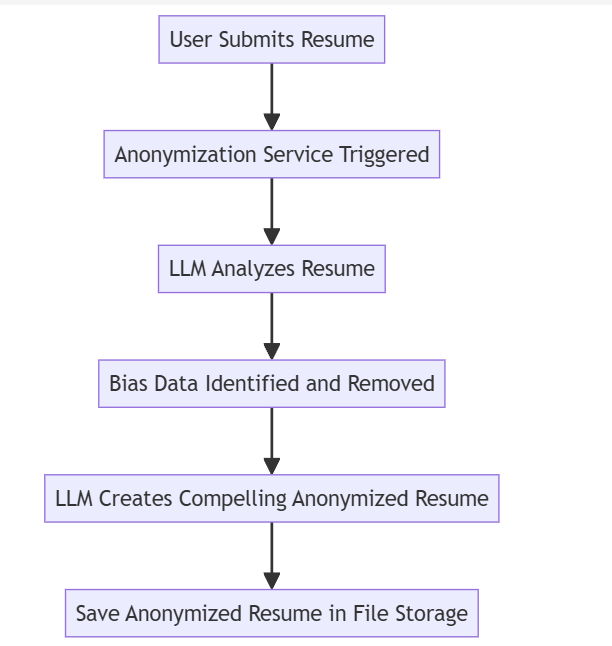 User Submits Resume
Anonymization Service Triggered
LLM Analyzes Resume
Bias Data Identified and Removed
LLM Creates Compelling Anonymized Resume
Save Anonymized Resume in File Storage